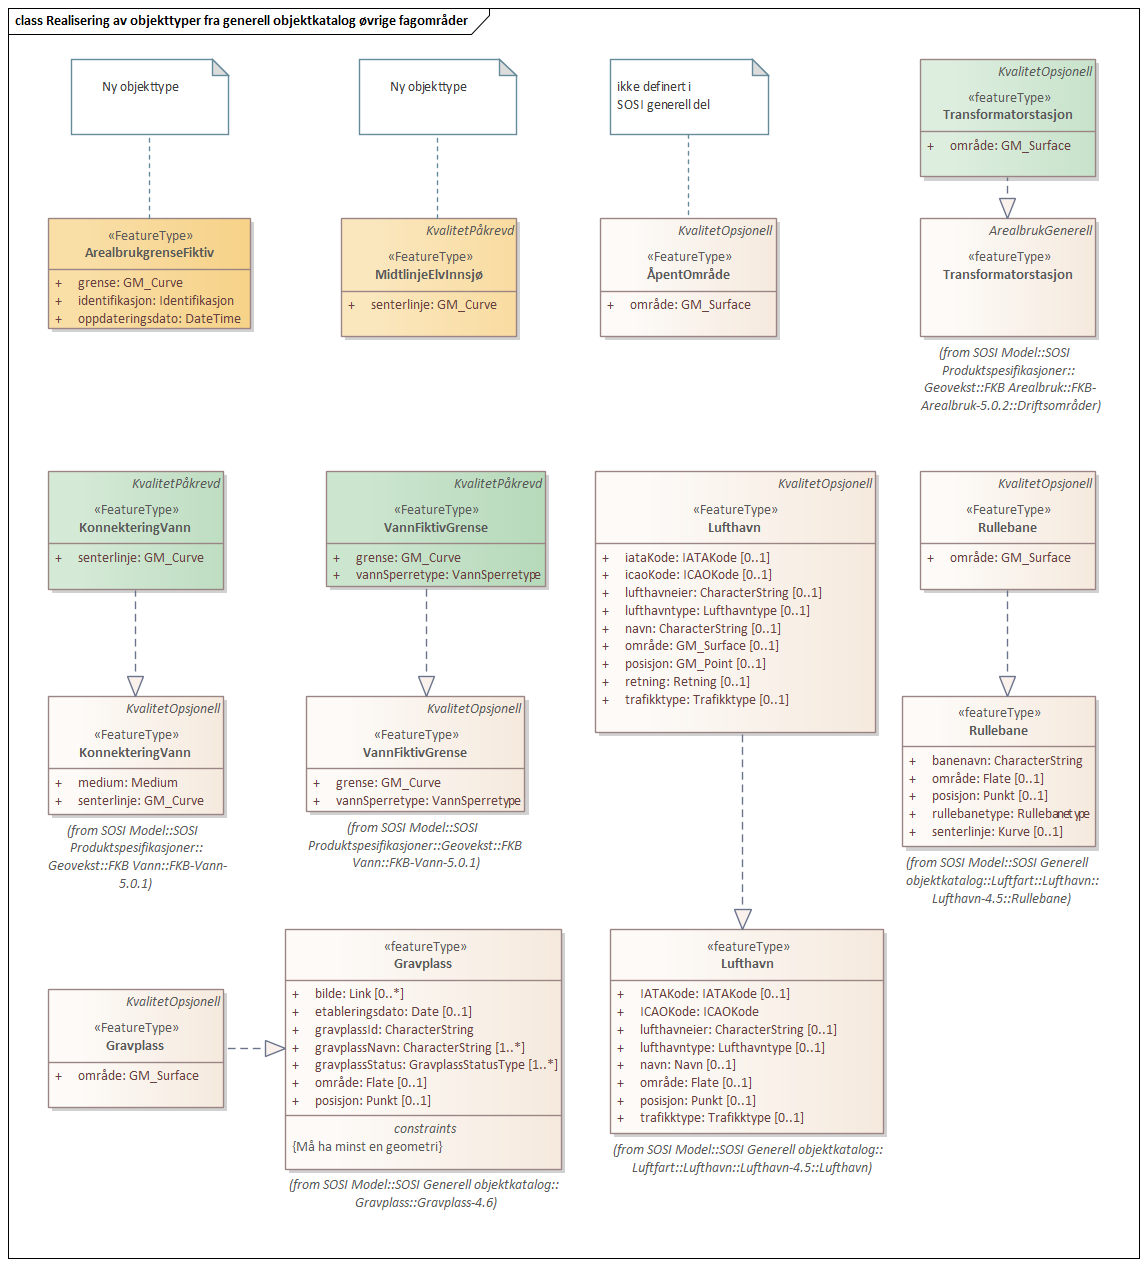 class Realisering av objekttyper fra generell objektkatalog øvrige fagområder
Ny objekttype
Ny objekttype
ikke definert i
SOSI generell del
KvalitetOpsjonell
«featureType»
Transformatorstasjon
+ område: GM_Surface
«FeatureType»
ArealbrukgrenseFiktiv
+ grense: GM_Curve
+ identifikasjon: Identifikasjon
+ oppdateringsdato: DateTime
KvalitetPåkrevd
«FeatureType»
MidtlinjeElvInnsjø
+ senterlinje: GM_Curve
KvalitetOpsjonell
«FeatureType»
ÅpentOmråde
+ område: GM_Surface
ArealbrukGenerell
«featureType»
Transformatorstasjon
(from SOSI Model::SOSI
Produktspesifikasjoner::
Geovekst::FKB Arealbruk::FKB-
Arealbruk-5.0.2::Driftsområder)
KvalitetPåkrevd
«FeatureType»
KonnekteringVann
+ senterlinje: GM_Curve
KvalitetPåkrevd
«FeatureType»
VannFiktivGrense
+ grense: GM_Curve
+ vannSperretype: VannSperretype
KvalitetOpsjonell
«FeatureType»
Lufthavn
+ iataKode: IATAKode [0..1]
+ icaoKode: ICAOKode [0..1]
+ lufthavneier: CharacterString [0..1]
+ lufthavntype: Lufthavntype [0..1]
+ navn: CharacterString [0..1]
+ område: GM_Surface [0..1]
+ posisjon: GM_Point [0..1]
+ retning: Retning [0..1]
+ trafikktype: Trafikktype [0..1]
KvalitetOpsjonell
«FeatureType»
Rullebane
+ område: GM_Surface
KvalitetOpsjonell
«FeatureType»
KonnekteringVann
+ medium: Medium
+ senterlinje: GM_Curve
(from SOSI Model::SOSI
Produktspesifikasjoner::
Geovekst::FKB Vann::FKB-Vann-
5.0.1)
KvalitetOpsjonell
«FeatureType»
VannFiktivGrense
+ grense: GM_Curve
+ vannSperretype: VannSperretype
(from SOSI Model::SOSI
Produktspesifikasjoner::Geovekst::FKB
Vann::FKB-Vann-5.0.1)
«featureType»
Rullebane
+ banenavn: CharacterString
+ område: Flate [0..1]
+ posisjon: Punkt [0..1]
+ rullebanetype: Rullebanetype
+ senterlinje: Kurve [0..1]
(from SOSI Model::SOSI Generell
objektkatalog::Luftfart::Lufthavn::
Lufthavn-4.5::Rullebane)
KvalitetOpsjonell
«FeatureType»
Gravplass
+ område: GM_Surface
«featureType»
Gravplass
+ bilde: Link [0..*]
+ etableringsdato: Date [0..1]
+ gravplassId: CharacterString
+ gravplassNavn: CharacterString [1..*]
+ gravplassStatus: GravplassStatusType [1..*]
+ område: Flate [0..1]
+ posisjon: Punkt [0..1]
constraints
{Må ha minst en geometri}
(from SOSI Model::SOSI Generell objektkatalog::
Gravplass::Gravplass-4.6)
«featureType»
Lufthavn
+ IATAKode: IATAKode [0..1]
+ ICAOKode: ICAOKode
+ lufthavneier: CharacterString [0..1]
+ lufthavntype: Lufthavntype [0..1]
+ navn: Navn [0..1]
+ område: Flate [0..1]
+ posisjon: Punkt [0..1]
+ trafikktype: Trafikktype [0..1]
(from SOSI Model::SOSI Generell objektkatalog::
Luftfart::Lufthavn::Lufthavn-4.5::Lufthavn)